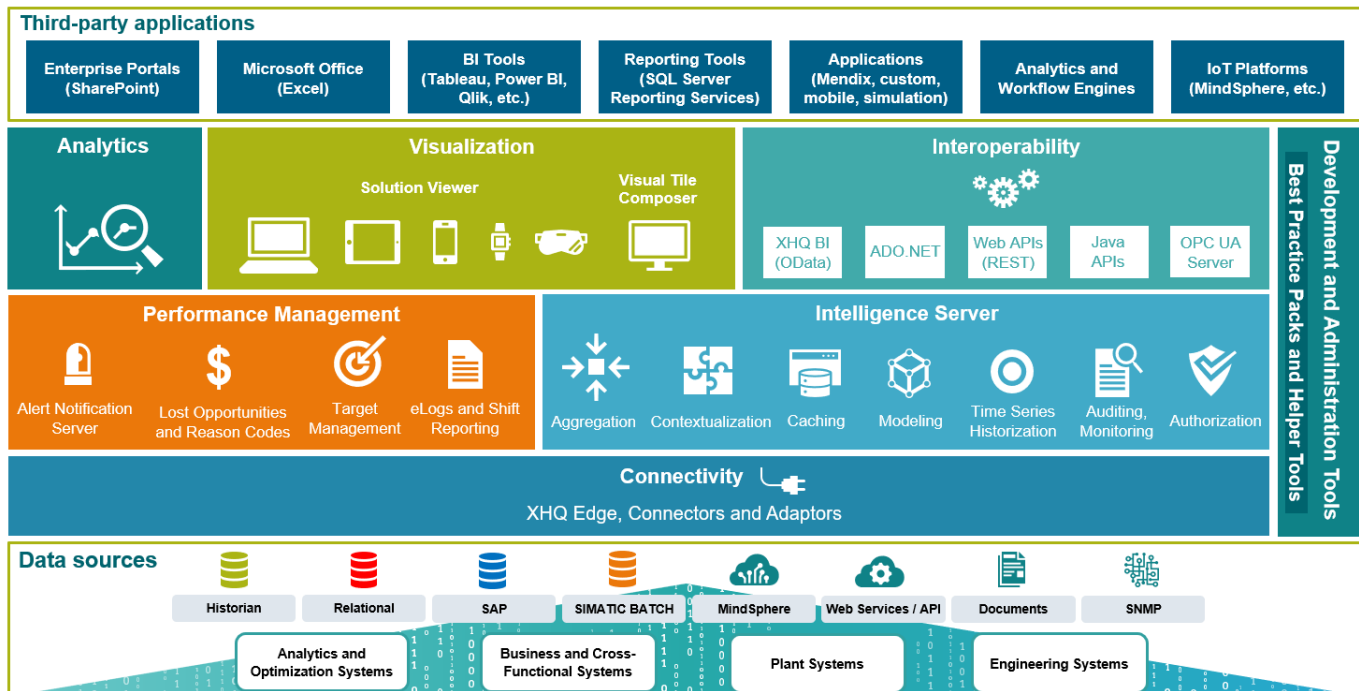 Third-party applications
Enterprise Portals
(SharePoint)
Microsoft Office
(Excel)
BI Tools
(Tableau, Power BI,
Qlik, etc.)
Reporting Tools
(SQL Server
Reporting Services)
Applications
(Mendix, custom,
mobile, simulation)
Analytics and
Workflow Engines
IoT Platforms
(MindSphere, etc.)
Analytics
Visualization
Solution Viewer
Visual Tile
Composer
Interoperability
XHQ BI
(OData)
ADO.NET
Web APIs
(REST)
Java
APIs
OPC UA
Server
Development and Administration Tools
Best Practice Packs and Helper Tools
Performance Management
Alert Notification
Server
$
Lost Opportunities
and Reason Codes
Target
Management
eLogs and Shift
Reporting
Intelligence Server
Aggregation
Contextualization
Caching
Modeling
Time Series
Historization
Auditing,
Monitoring
Authorization
Connectivity
XHQ Edge, Connectors and Adaptors
Data sources
Historian
Relational
SAP
SIMATIC BATCH
MindSphere
Web Services / API
Documents
SNMP
Analytics and
Optimization Systems
Business and Cross-
Functional Systems
Plant Systems
Engineering Systems